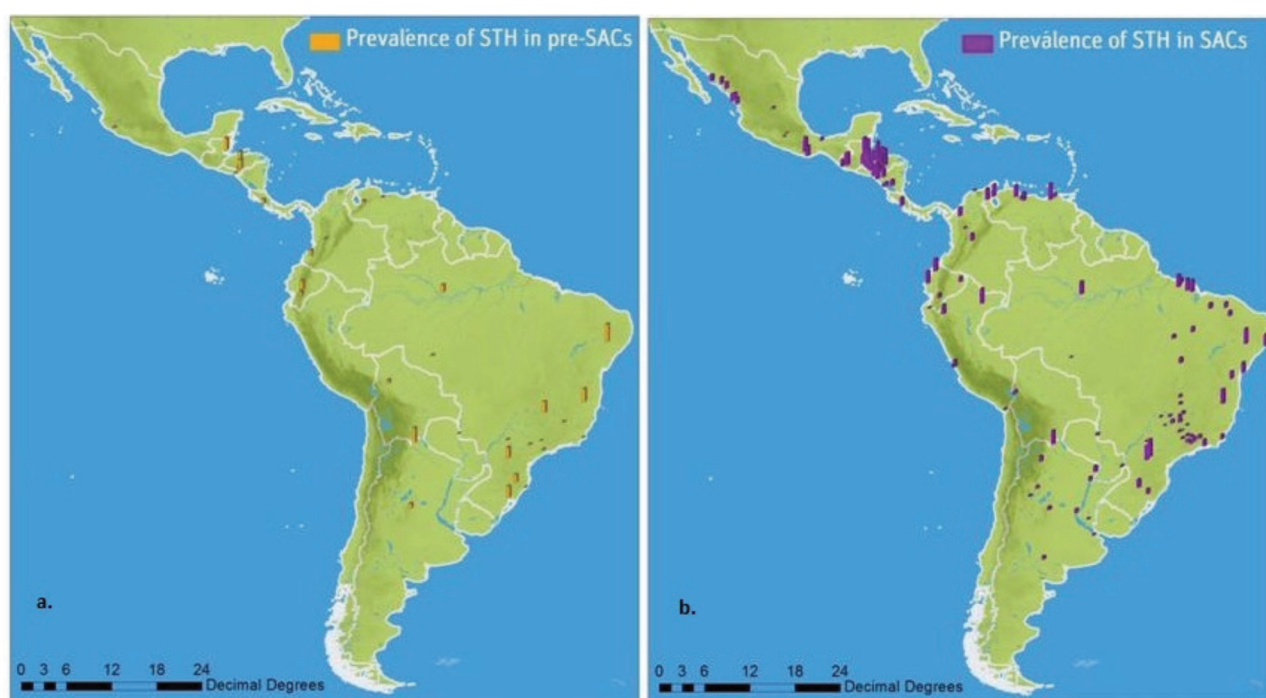 Prevalence of STH in pre-SACs
a.
0 3 6 12 18 24
Decimal Degrees
Prevalence of STH in SACs
b.
0 3 6 12 18 24
Decimal Degrees